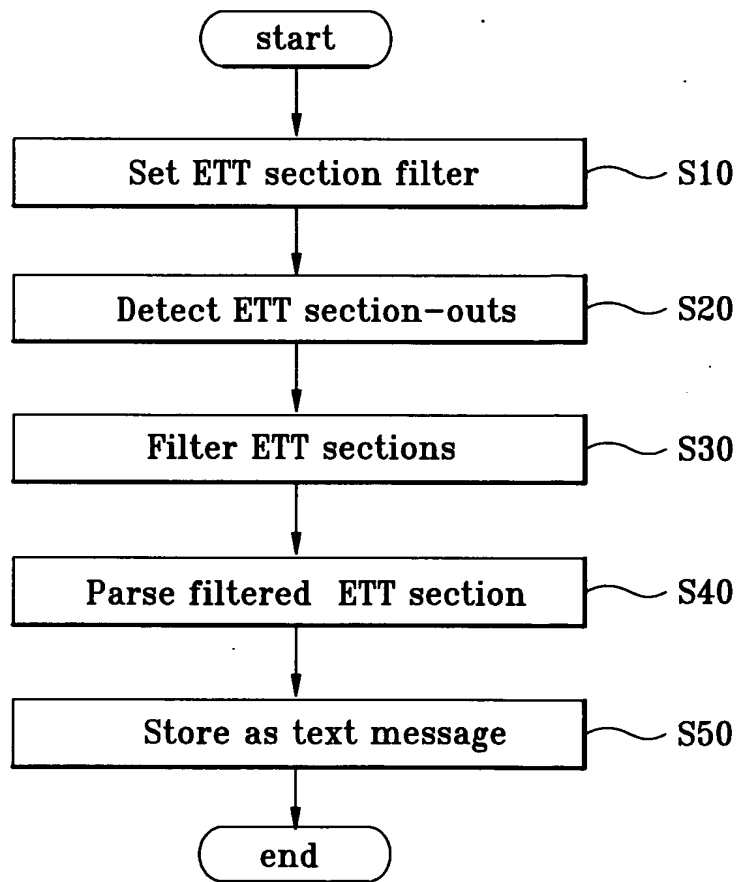 start
Set ETT section filter
S10
Detect ETT section-outs
S20
Filter ETT sections
S30
Parse filtered ETT section
S40
Store as text message
S50
end